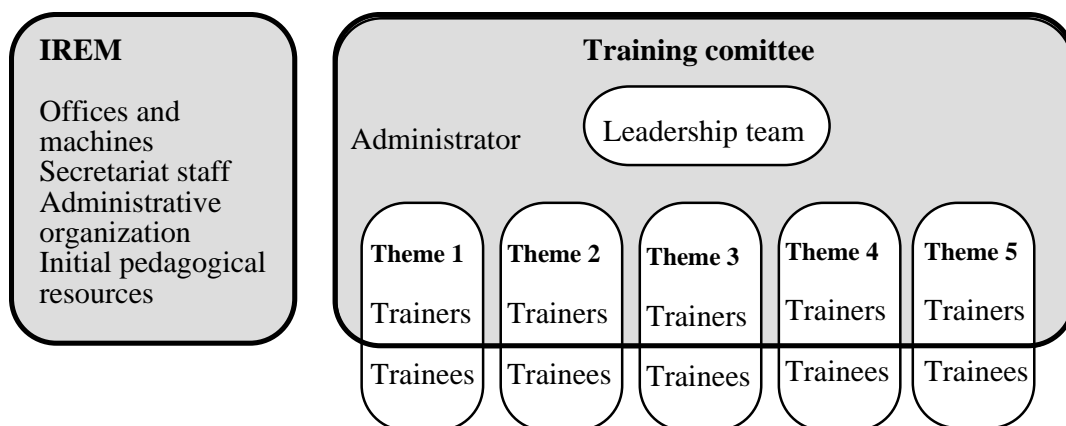 IREM
Offices and
machines
Secretariat staff
Administrative
organization
Initial pedagogical
resources
Training comittee
Leadership team
Administrator
Theme 1
Trainers
Trainees
Theme 2
Trainers
Trainees
Theme 3
Trainers
Trainees
Theme 4
Trainers
Trainees
Theme 5
Trainers
Trainees